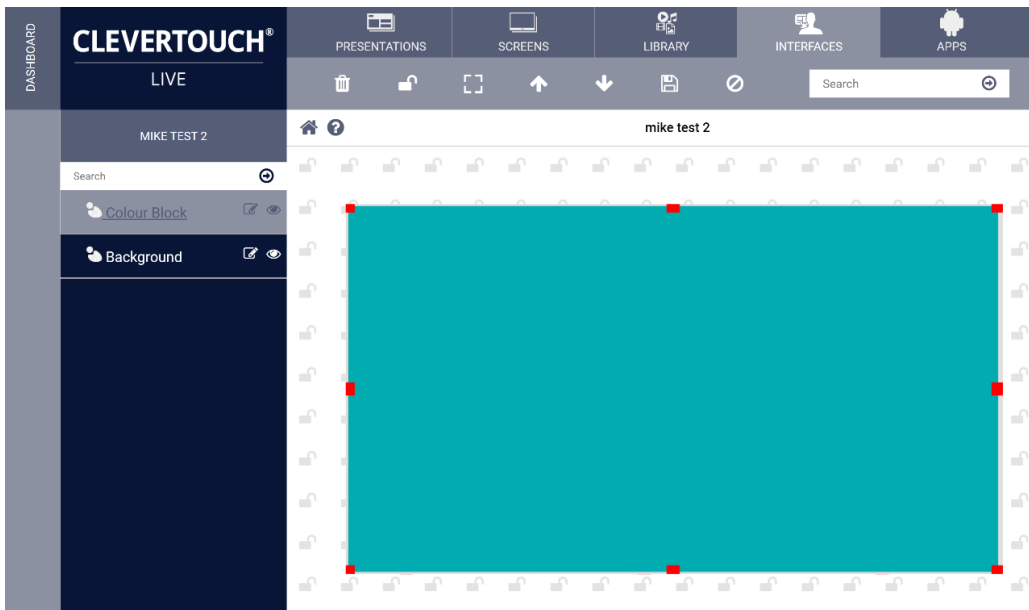 DASHBOARD
CLEVERTOUCH®
LIVE
PRESENTATIONS
SCREENS
LIBRARY
INTERFACES
APPS
Search
MIKE TEST 2
mike test 2
Search
Colour Block
Background